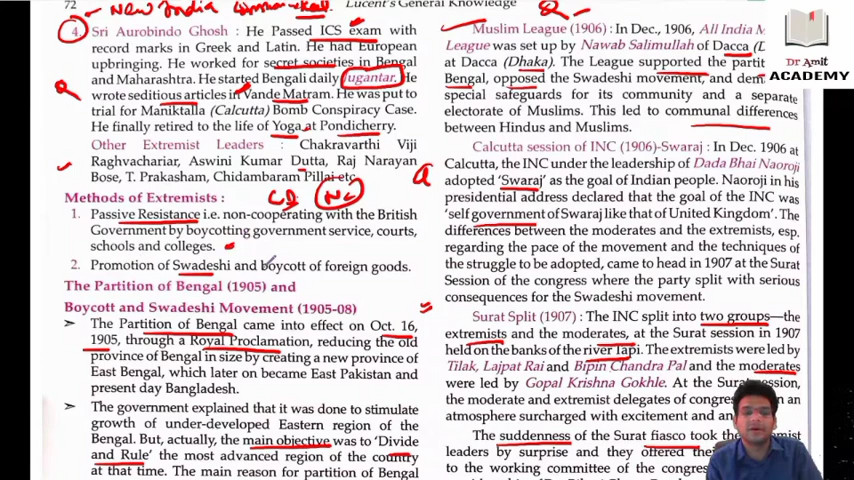 72
Lucent's General Knowledge
New India
4. Sri Aurobindo Ghosh : He Passed ICS exam with
record marks in Greek and Latin. He had European
upbringing. He worked for secret societies in Bengal
and Maharashtra. He started Bengali daily Jugantar. He
wrote seditious articles in Vande Matram. He was put to
trial for Maniktalla (Calcutta) Bomb Conspiracy Case.
He finally retired to the life of Yoga at Pondicherry.
Other Extremist Leaders : Chakravarthi Viji
Raghvachariar, Aswini Kumar Dutta, Raj Narayan
Bose, T. Prakasham, Chidambaram Pillai etc.
Methods of Extremists
1. Passive Resistance i.e. non-cooperating with the British
Government by boycotting government service, courts,
schools and colleges.
2. Promotion of Swadeshi and boycott of foreign goods.
The Partition of Bengal (1905) and
Boycott and Swadeshi Movement (1905-08)
➤ The Partition of Bengal came into effect on Oct. 16,
1905, through a Royal Proclamation, reducing the old
province of Bengal in size by creating a new province of
East Bengal, which later on became East Pakistan and
present day Bangladesh.
➤ The government explained that it was done to stimulate
growth of under-developed Eastern region of the
Bengal. But, actually, the main objective was to 'Divide
and Rule' the most advanced region of the country
at that time. The main reason for partition of Bengal
Muslim League (1906) : In Dec., 1906, All India M
League was set up by Nawab Salimullah of Dacca (D
at Dacca (Dhaka). The League supported the partit
Bengal, opposed the Swadeshi movement, and dem
special safeguards for its community and a separate
electorate of Muslims. This led to communal differences
between Hindus and Muslims.
Calcutta session of INC (1906)-Swaraj : In Dec. 1906 at
Calcutta, the INC under the leadership of Dada Bhai Naoroji
adopted 'Swaraj' as the goal of Indian people. Naoroji in his
presidential address declared that the goal of the INC was
'self government of Swaraj like that of United Kingdom'. The
differences between the moderates and the extremists, esp.
regarding the pace of the movement and the techniques of
the struggle to be adopted, came to head in 1907 at the Surat
Session of the congress where the party split with serious
consequences for the Swadeshi movement.
Surat Split (1907) : The INC split into two groups—the
extremists and the moderates, at the Surat session in 1907
held on the banks of the river Tapi. The extremists were led by
Tilak, Lajpat Rai and Bipin Chandra Pal and the moderates
were led by Gopal Krishna Gokhle. At the Surat session,
the moderate and extremist delegates of congress in an
atmosphere surcharged with excitement and an
The suddenness of the Surat fiasco took the
leaders by surprise and they offered their
to the working committee of the congress
Dr Amit
ACADEMY